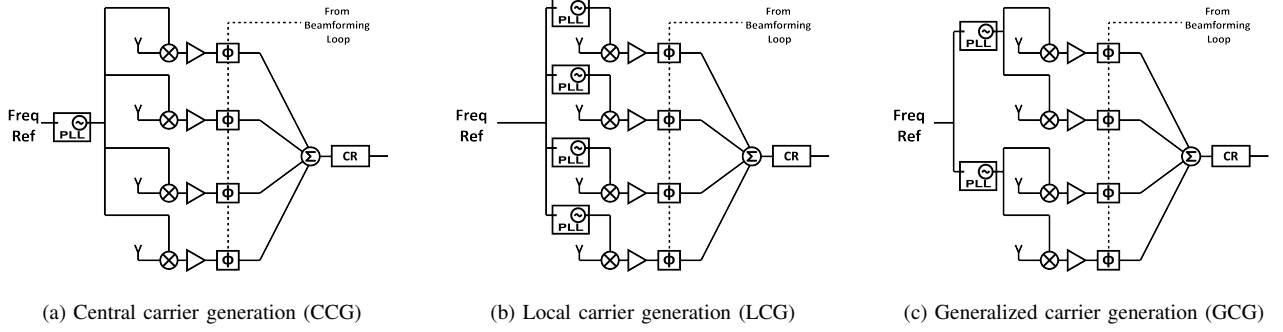 From
Beamforming
Loop
Freq
Ref
PLL
Φ
Φ
Φ
Φ
Σ
CR
(a) Central carrier generation (CCG)
From
Beamforming
Loop
Freq
Ref
PLL
PLL
PLL
PLL
Φ
Φ
Φ
Φ
Σ
CR
(b) Local carrier generation (LCG)
From
Beamforming
Loop
Freq
Ref
PLL
PLL
Φ
Φ
Φ
Φ
Σ
CR
(c) Generalized carrier generation (GCG)